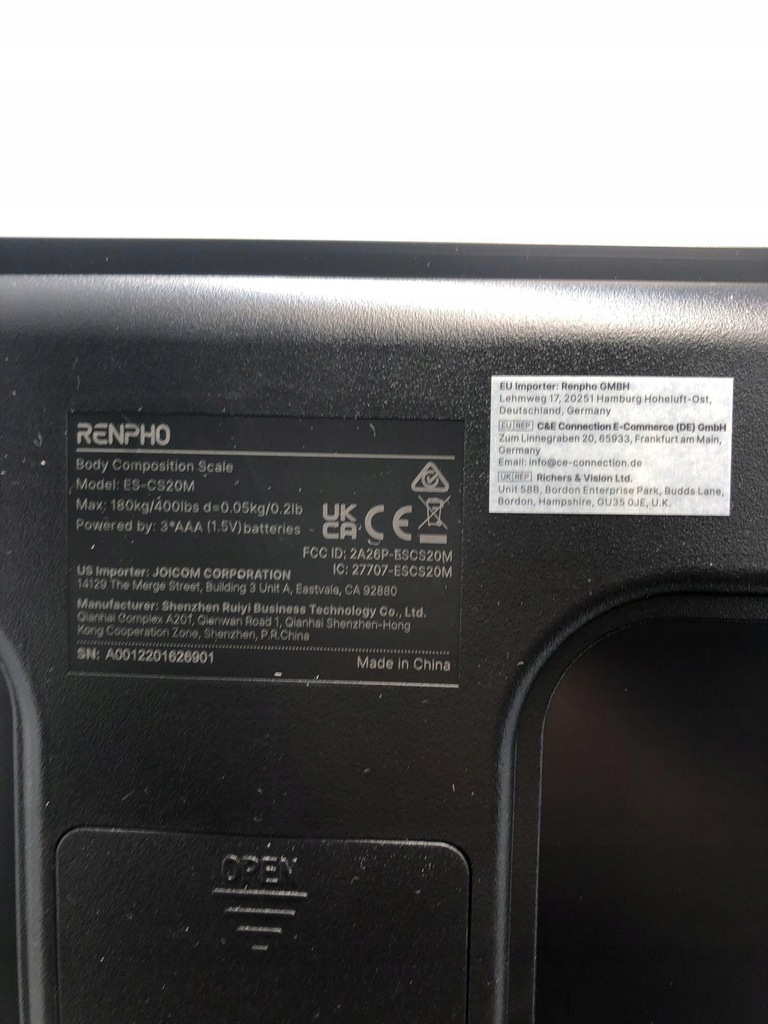 RENPHO
Body Composition Scale
Model: ES-CS20M
Max: 180kg/400lbs d=0.05kg/0.2lb
Powered by: 3*AAA (1.5V) batteries
UK
CA CE
FCC ID: 2A26P-ESCS20M
IC: 27707-ESCS20M
US Importer: JOICOM CORPORATION
14129 The Merge Street, Building 3 Unit A, Eastvale, CA 92880
Manufacturer: Shenzhen Ruiyi Business Technology Co., Ltd.
Qianhai Complex A201, Qianwan Road 1, Qianhai Shenzhen-Hong
Kong Cooperation Zone, Shenzhen, P.R.China
SN: A0012201626901
Made in China
EU Importer: Renpho GMBH
Lehmweg 17, 20251 Hamburg Hoheluft-Ost,
Deutschland, Germany
EU REP C&E Connection E-Commerce (DE) GmbH
Zum Linnegraben 20, 65933, Frankfurt am Main,
Germany
Email: info@ce-connection.de
UK REP Richers & Vision Ltd.
Unit 58B, Bordon Enterprise Park, Budds Lane,
Bordon, Hampshire, GU35 0JE, U.K.
OPEN